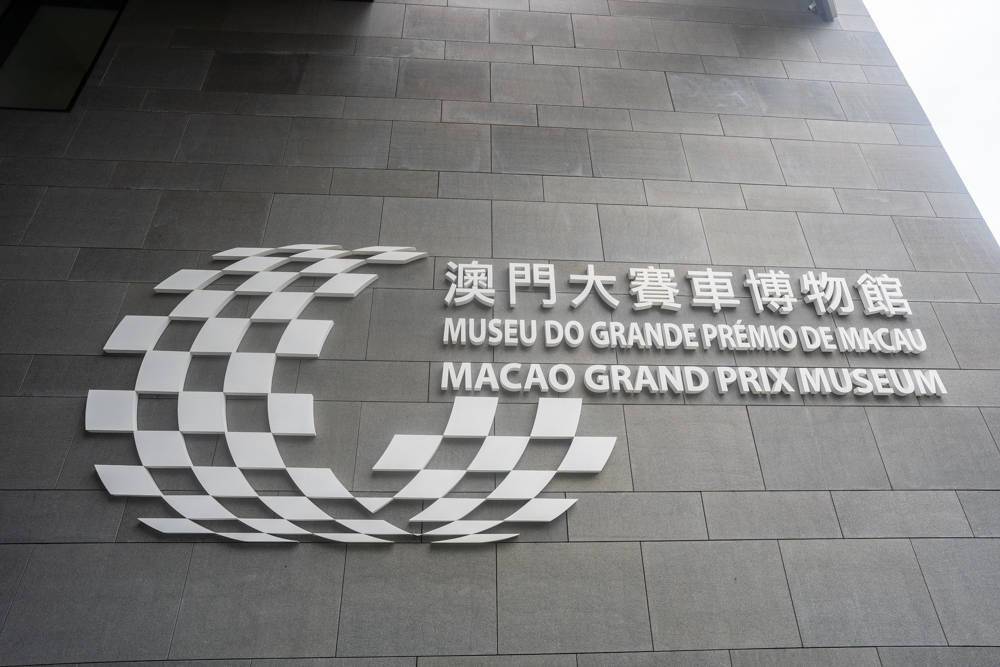 澳門大賽車博物館
MUSEU DO GRANDE PRÉMIO DE MACAU
MACAO GRAND PRIX MUSEUM